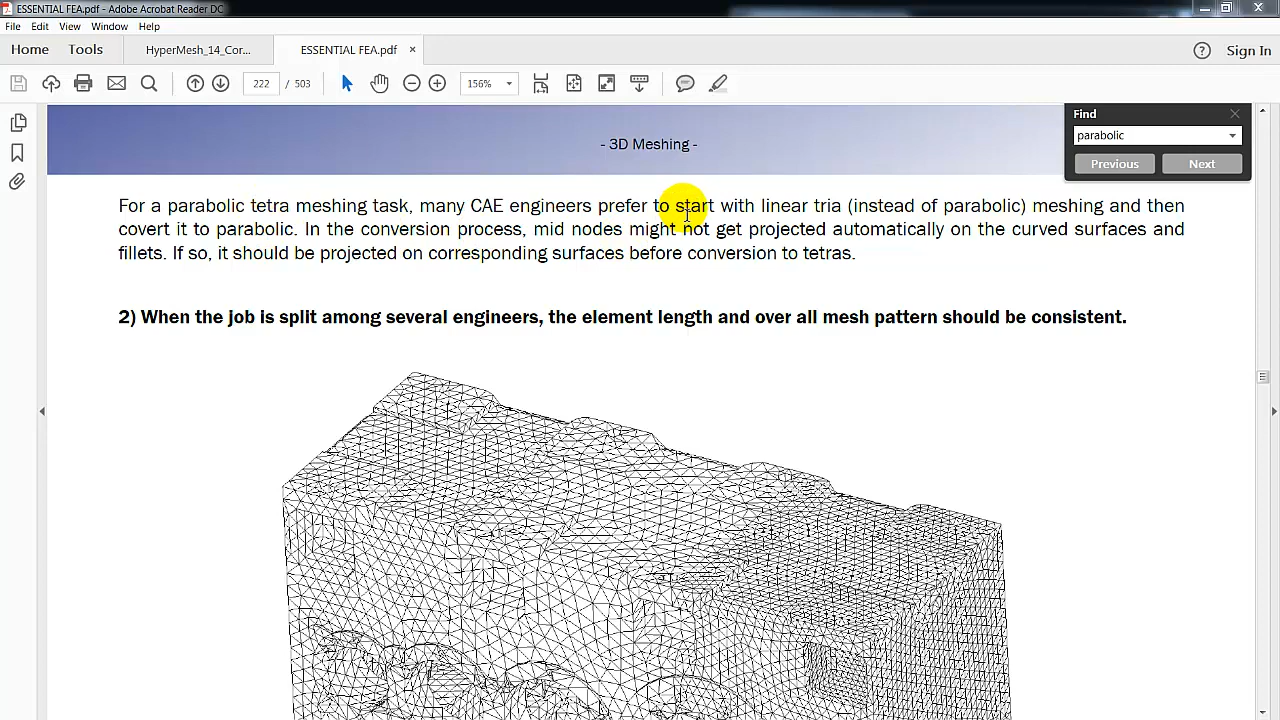 ESSENTIAL FEA.pdf - Adobe Acrobat Reader DC
File Edit View Window Help
Home Tools HyperMesh_14_Cor... ESSENTIAL FEA.pdf × ? Sign In
222 / 503 156%
Find
parabolic
Previous Next
- 3D Meshing -
For a parabolic tetra meshing task, many CAE engineers prefer to start with linear tria (instead of parabolic) meshing and then
covert it to parabolic. In the conversion process, mid nodes might not get projected automatically on the curved surfaces and
fillets. If so, it should be projected on corresponding surfaces before conversion to tetras.
2) When the job is split among several engineers, the element length and over all mesh pattern should be consistent.